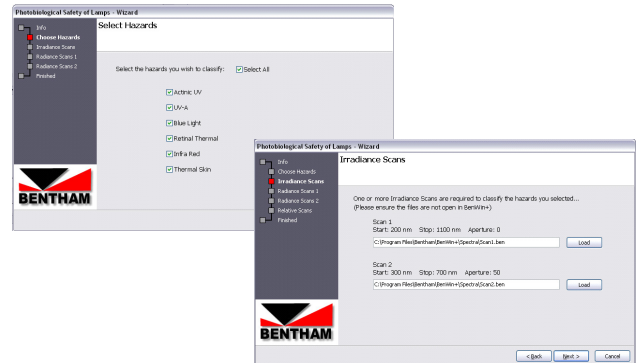 Photobiological Safety of Lamps - Wizard
Info
Choose Hazards
Irradiance Scans
Radiance Scans 1
Radiance Scans 2
Finished
Select Hazards
Select the hazards you wish to classify:
Select All
Actinic UV
UV-A
Blue Light
Retinal Thermal
Infra Red
Thermal Skin
BENTHAM
Photobiological Safety of Lamps - Wizard
Info
Choose Hazards
Irradiance Scans
Radiance Scans 1
Radiance Scans 2
Relative Scans
Finished
Irradiance Scans
One or more Irradiance Scans are required to classify the hazards you selected...
(Please ensure the files are not open in BenWin+)
Scan 1
Start: 200 nm Stop: 1100 nm Aperture: 0
C:\Program Files\Bentham\BenWin+\Spectra\Scan1.ben
Load
Scan 2
Start: 300 nm Stop: 700 nm Aperture: 50
C:\Program Files\Bentham\BenWin+\Spectra\Scan2.ben
Load
BENTHAM
< Back
Next >
Cancel